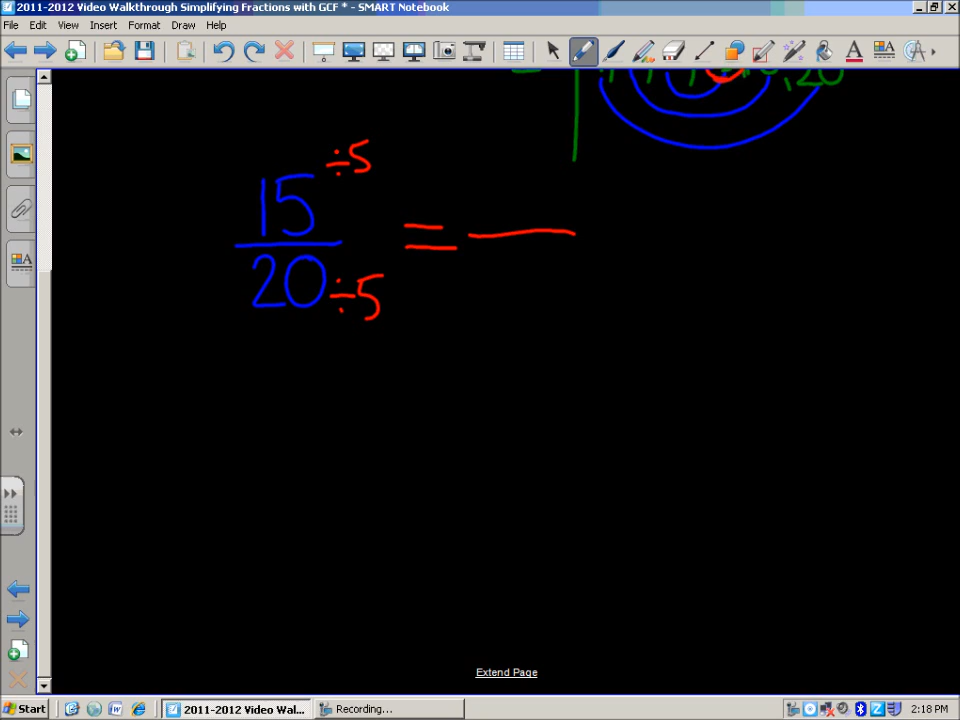 2011-2012 Video Walkthrough Simplifying Fractions with GCF * - SMART Notebook
File Edit View Insert Format Draw Help
20
÷5
15
=
20
÷5
Extend Page
Start
2011-2012 Video Wal...
Recording...
2:18 PM